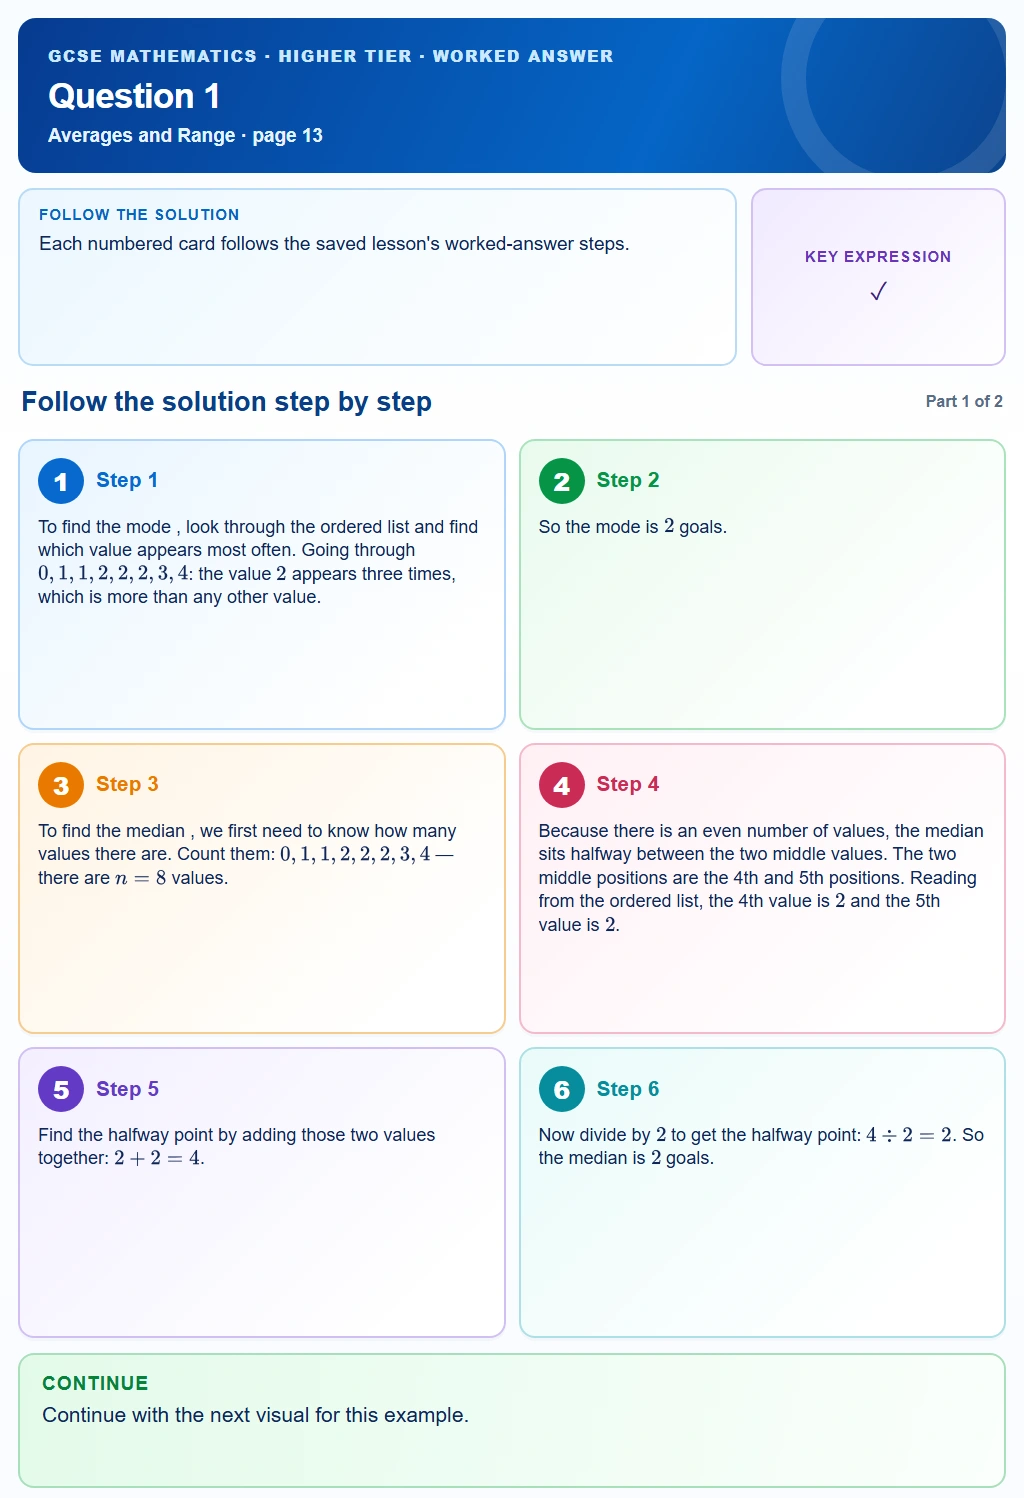 GCSE MATHEMATICS · HIGHER TIER · WORKED ANSWER
Question 1
Averages and Range · page 13
FOLLOW THE SOLUTION
Each numbered card follows the saved lesson's worked-answer steps.
KEY EXPRESSION
✓
Follow the solution step by step
Part 1 of 2
1 Step 1
To find the mode , look through the ordered list and find
which value appears most often. Going through
0, 1, 1, 2, 2, 2, 3, 4: the value 2 appears three times,
which is more than any other value.
2 Step 2
So the mode is 2 goals.
3 Step 3
To find the median , we first need to know how many
values there are. Count them: 0, 1, 1, 2, 2, 2, 3, 4 —
there are n = 8 values.
4 Step 4
Because there is an even number of values, the median
sits halfway between the two middle values. The two
middle positions are the 4th and 5th positions. Reading
from the ordered list, the 4th value is 2 and the 5th
value is 2.
5 Step 5
Find the halfway point by adding those two values
together: 2 + 2 = 4.
6 Step 6
Now divide by 2 to get the halfway point: 4 ÷ 2 = 2. So
the median is 2 goals.
CONTINUE
Continue with the next visual for this example.